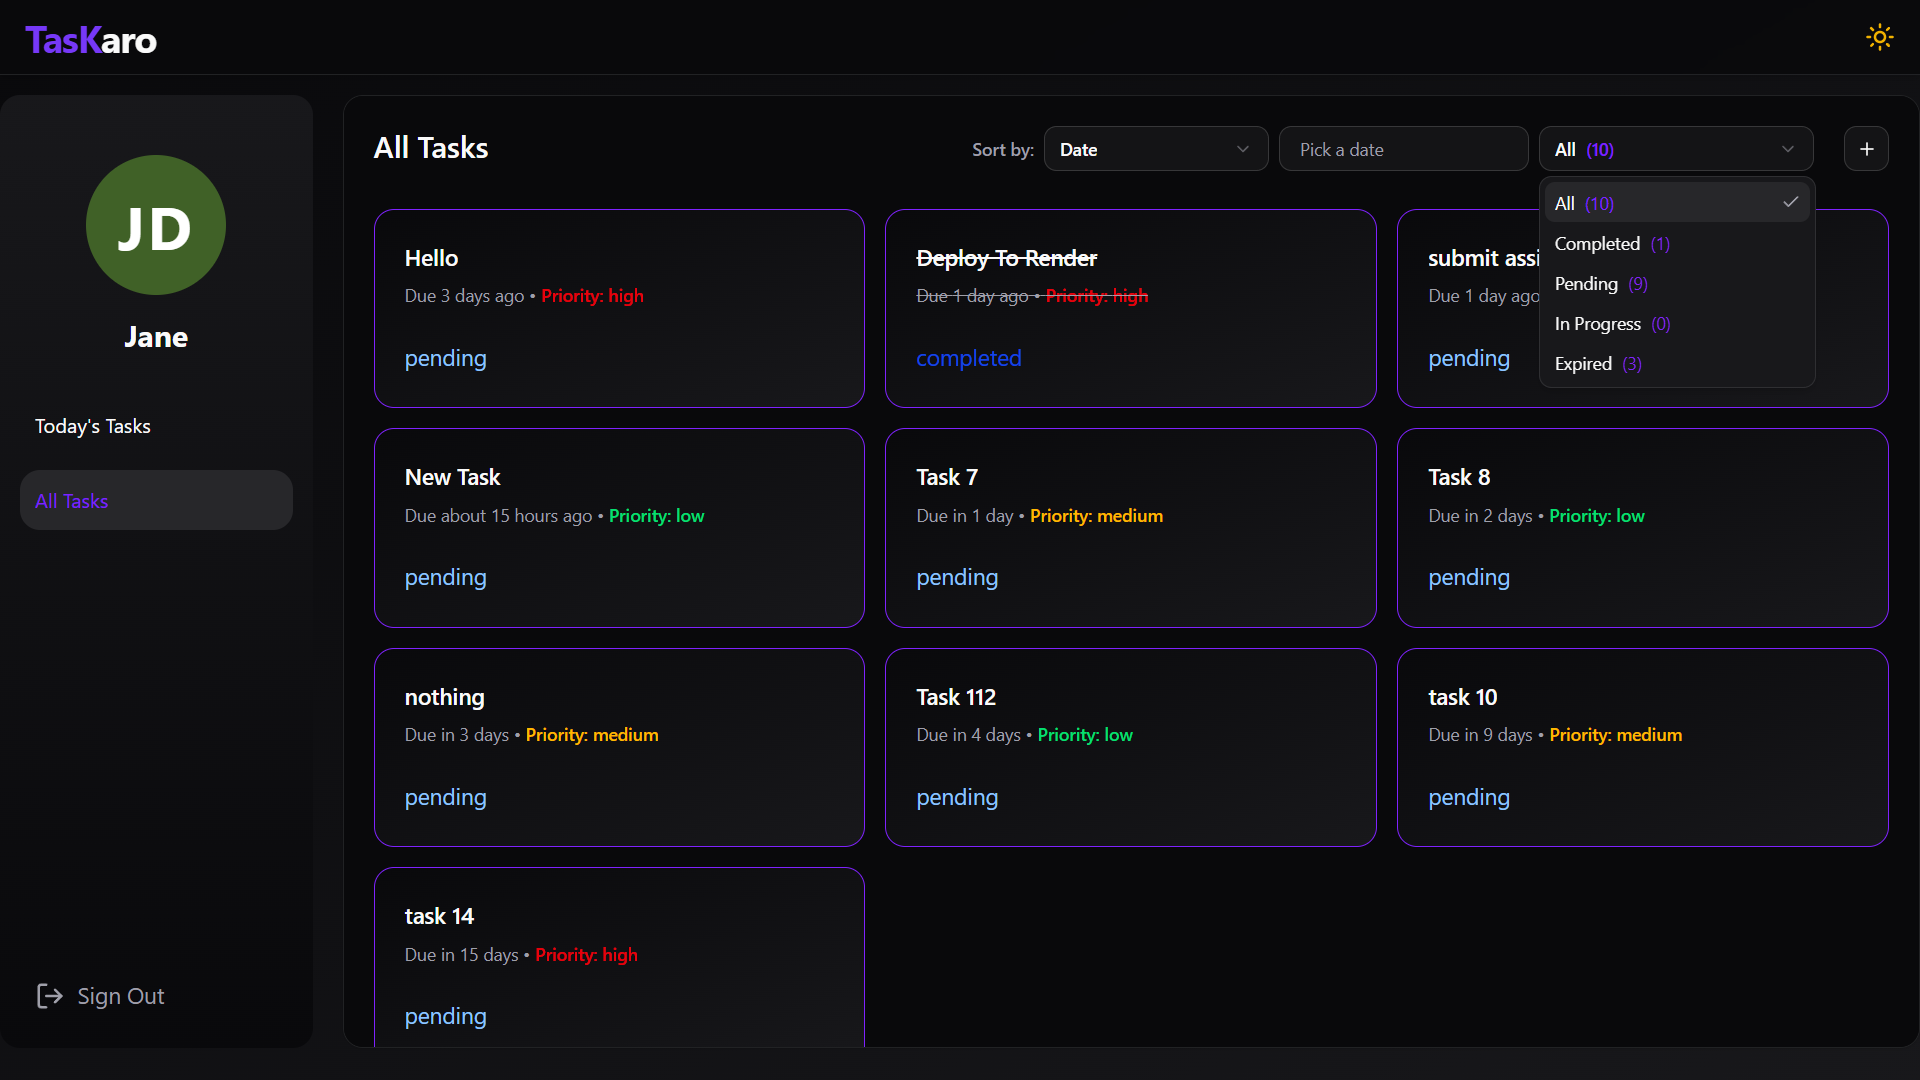 TasKaro
JD
Jane
Today's Tasks
All Tasks
Sign Out
All Tasks
Sort by:
Date
Pick a date
All (10)
+
All (10)
Completed (1)
Pending (9)
In Progress (0)
Expired (3)
Hello
Due 3 days ago • Priority: high
pending
Deploy To Render
Due 1 day ago • Priority: high
completed
submit assi
Due 1 day ago
pending
New Task
Due about 15 hours ago • Priority: low
pending
Task 7
Due in 1 day • Priority: medium
pending
Task 8
Due in 2 days • Priority: low
pending
nothing
Due in 3 days • Priority: medium
pending
Task 112
Due in 4 days • Priority: low
pending
task 10
Due in 9 days • Priority: medium
pending
task 14
Due in 15 days • Priority: high
pending